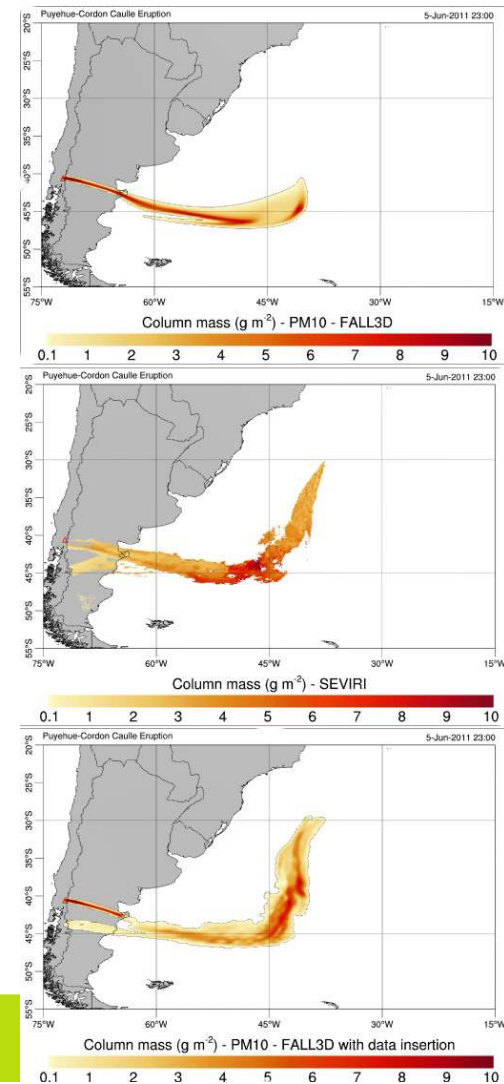 Puyehue-Cordon Caulle Eruption 5-Jun-2011 23:00
20°S
25°S
30°S
35°S
40°S
45°S
50°S
55°S
75°W 60°W 45°W 30°W 15°W
Column mass (g m⁻²) - PM10 - FALL3D
0.1 1 2 3 4 5 6 7 8 9 10
Puyehue-Cordon Caulle Eruption 5-Jun-2011 23:00
20°S
25°S
30°S
35°S
40°S
45°S
50°S
55°S
75°W 60°W 45°W 30°W 15°W
Column mass (g m⁻²) - SEVIRI
0.1 1 2 3 4 5 6 7 8 9 10
Puyehue-Cordon Caulle Eruption 5-Jun-2011 23:00
20°S
25°S
30°S
35°S
40°S
45°S
50°S
55°S
75°W 60°W 45°W 30°W 15°W
Column mass (g m⁻²) - PM10 - FALL3D with data insertion
0.1 1 2 3 4 5 6 7 8 9 10